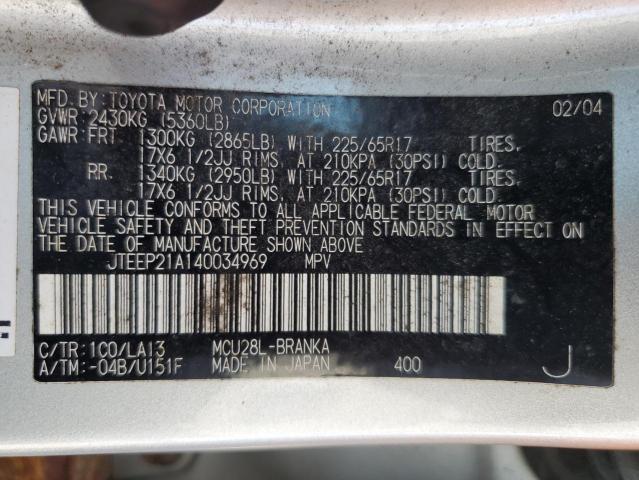 MFD. BY: TOYOTA MOTOR CORPORATION 02/04
GVWR: 2430KG (5360LB)
GAWR: FRT 1300KG (2865LB) WITH 225/65R17 TIRES,
17X6 1/2JJ RIMS, AT 210KPA (30PSI) COLD.
RR. 1340KG (2950LB) WITH 225/65R17 TIRES,
17X6 1/2JJ RIMS, AT 210KPA (30PSI) COLD.
THIS VEHICLE CONFORMS TO ALL APPLICABLE FEDERAL MOTOR
VEHICLE SAFETY AND THEFT PREVENTION STANDARDS IN EFFECT ON
THE DATE OF MANUFACTURE SHOWN ABOVE
JTEEP21A140034969 MPV
C/TR: 1C0/LA13 MCU28L-BRANKA
A/TM: -04B/U151F MADE IN JAPAN 400 J